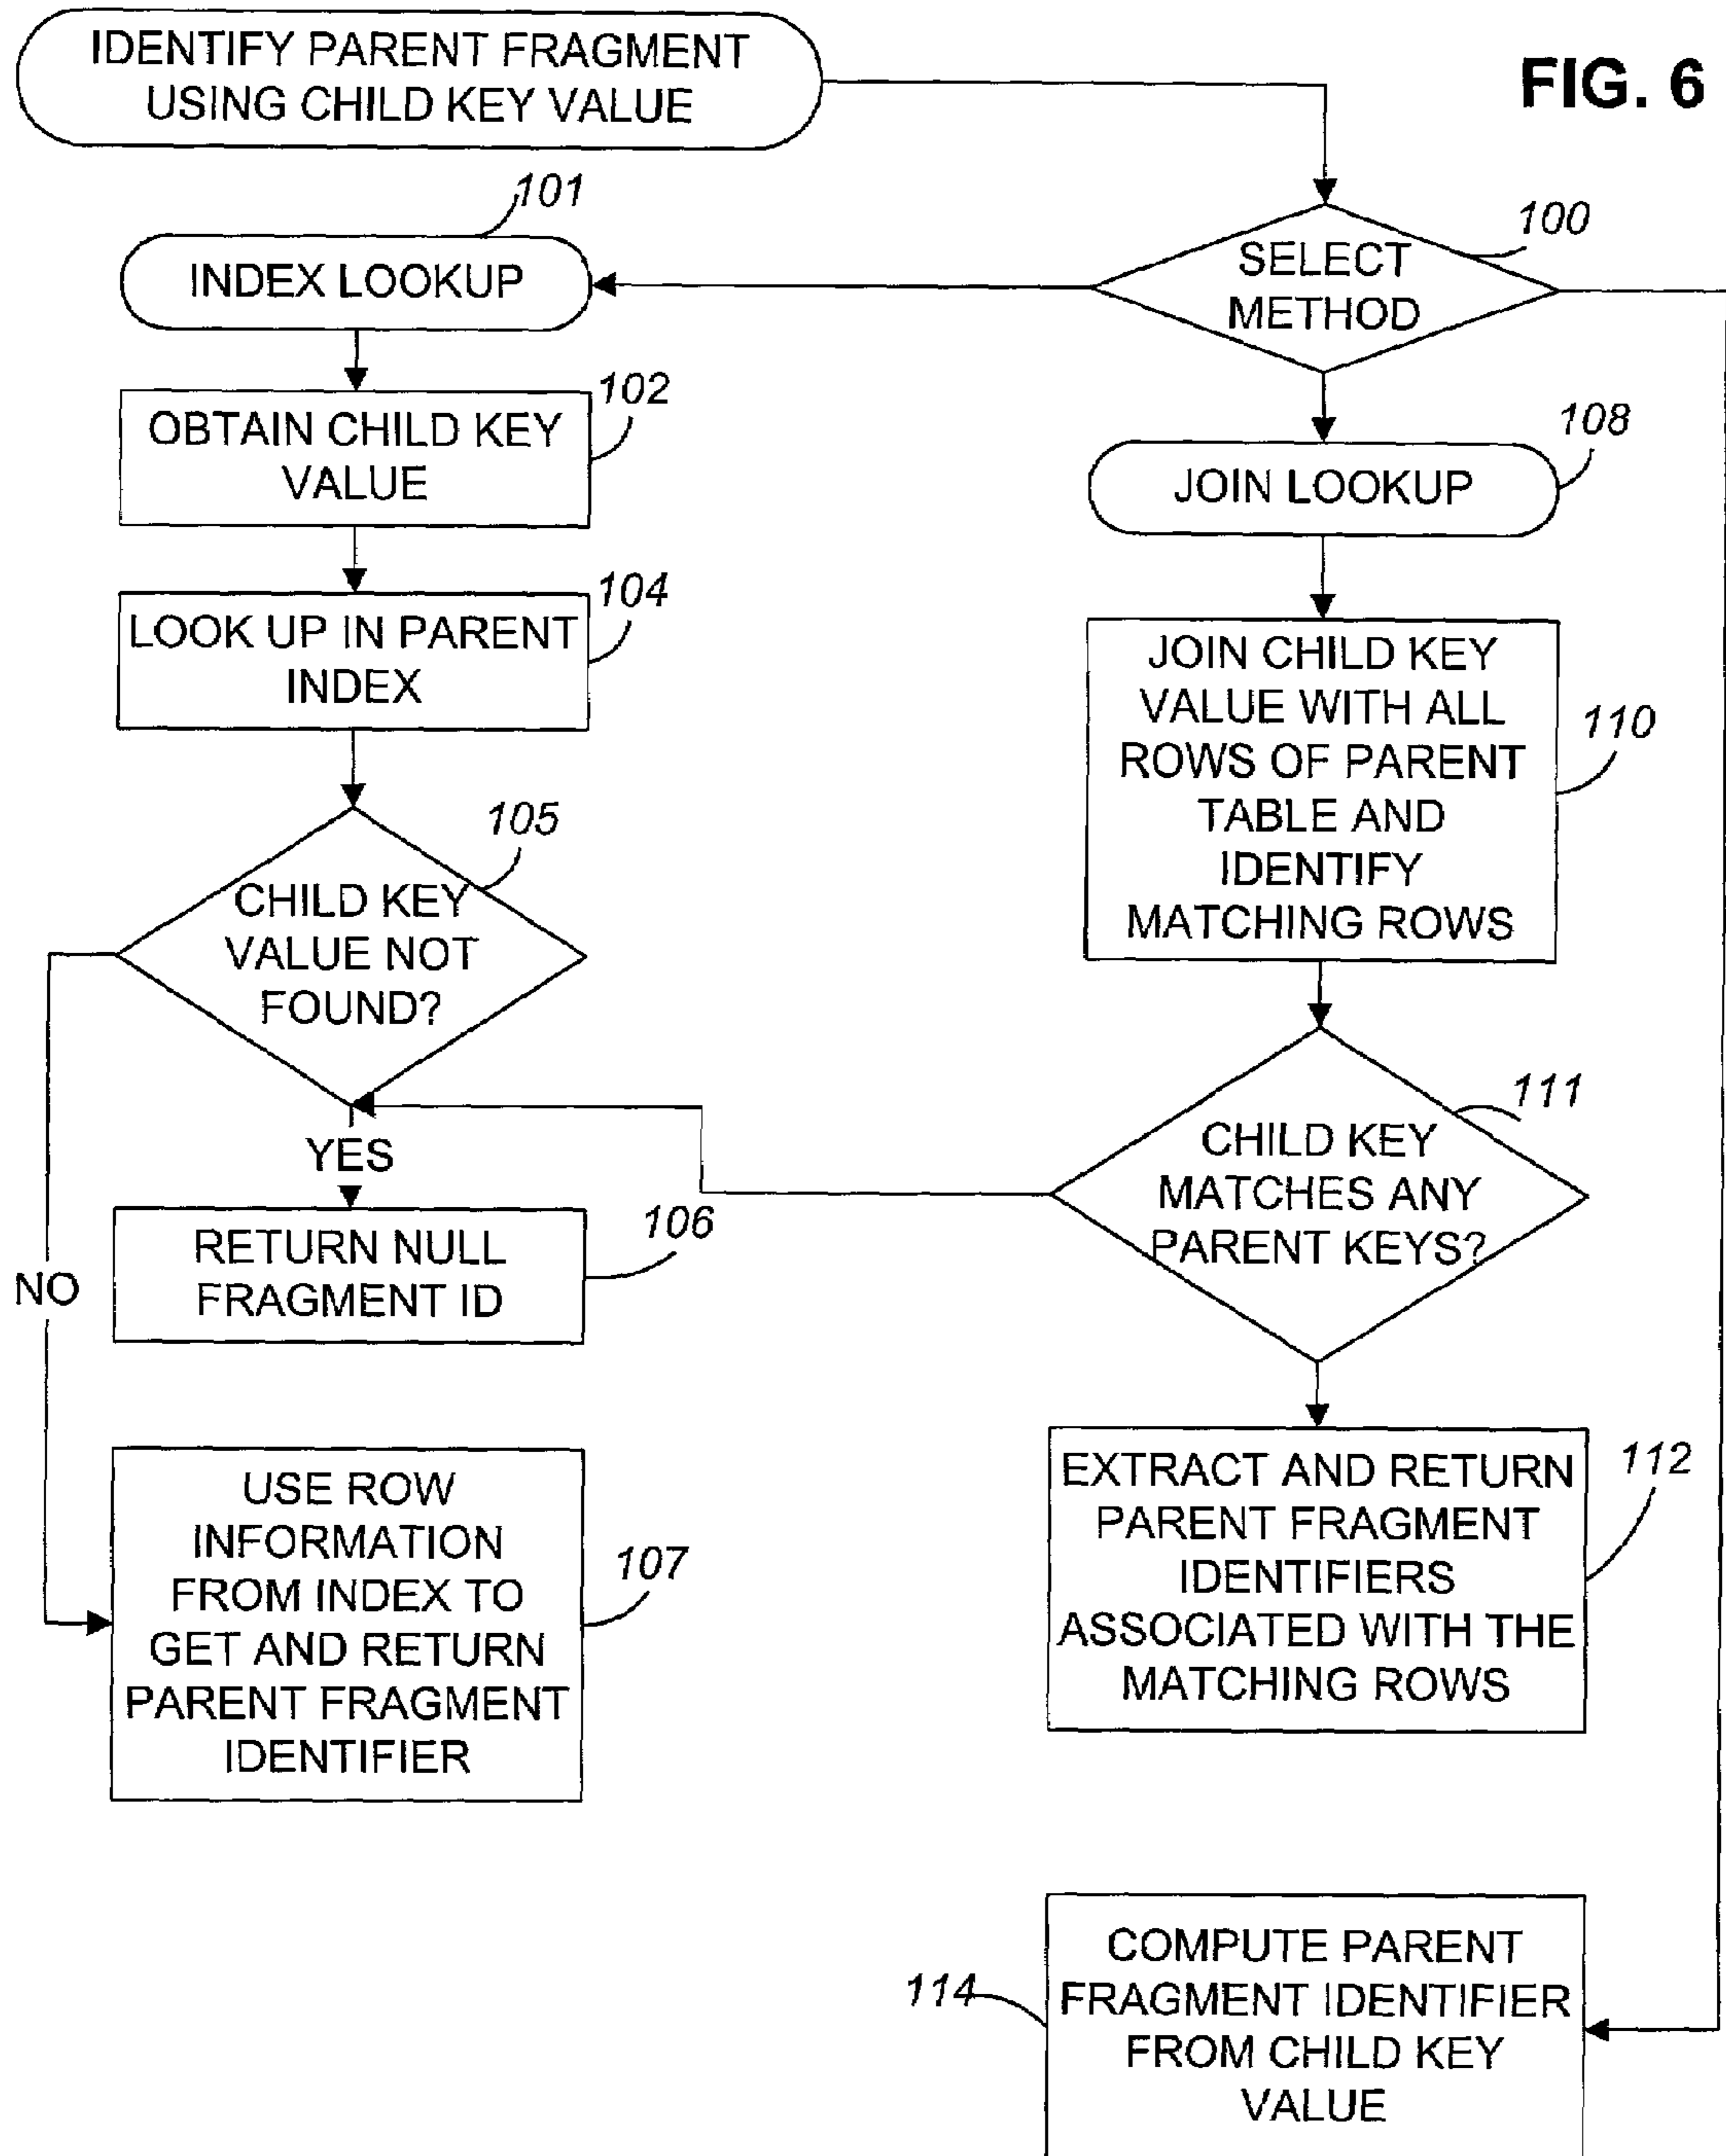 IDENTIFY PARENT FRAGMENT
USING CHILD KEY VALUE
FIG. 6
101
INDEX LOOKUP
100
SELECT
METHOD
102
OBTAIN CHILD KEY
VALUE
108
JOIN LOOKUP
104
LOOK UP IN PARENT
INDEX
JOIN CHILD KEY
VALUE WITH ALL
ROWS OF PARENT
TABLE AND
IDENTIFY
MATCHING ROWS
110
105
CHILD KEY
VALUE NOT
FOUND?
YES
NO
111
CHILD KEY
MATCHES ANY
PARENT KEYS?
106
RETURN NULL
FRAGMENT ID
USE ROW
INFORMATION
FROM INDEX TO
GET AND RETURN
PARENT FRAGMENT
IDENTIFIER
107
EXTRACT AND RETURN
PARENT FRAGMENT
IDENTIFIERS
ASSOCIATED WITH THE
MATCHING ROWS
112
114
COMPUTE PARENT
FRAGMENT IDENTIFIER
FROM CHILD KEY
VALUE